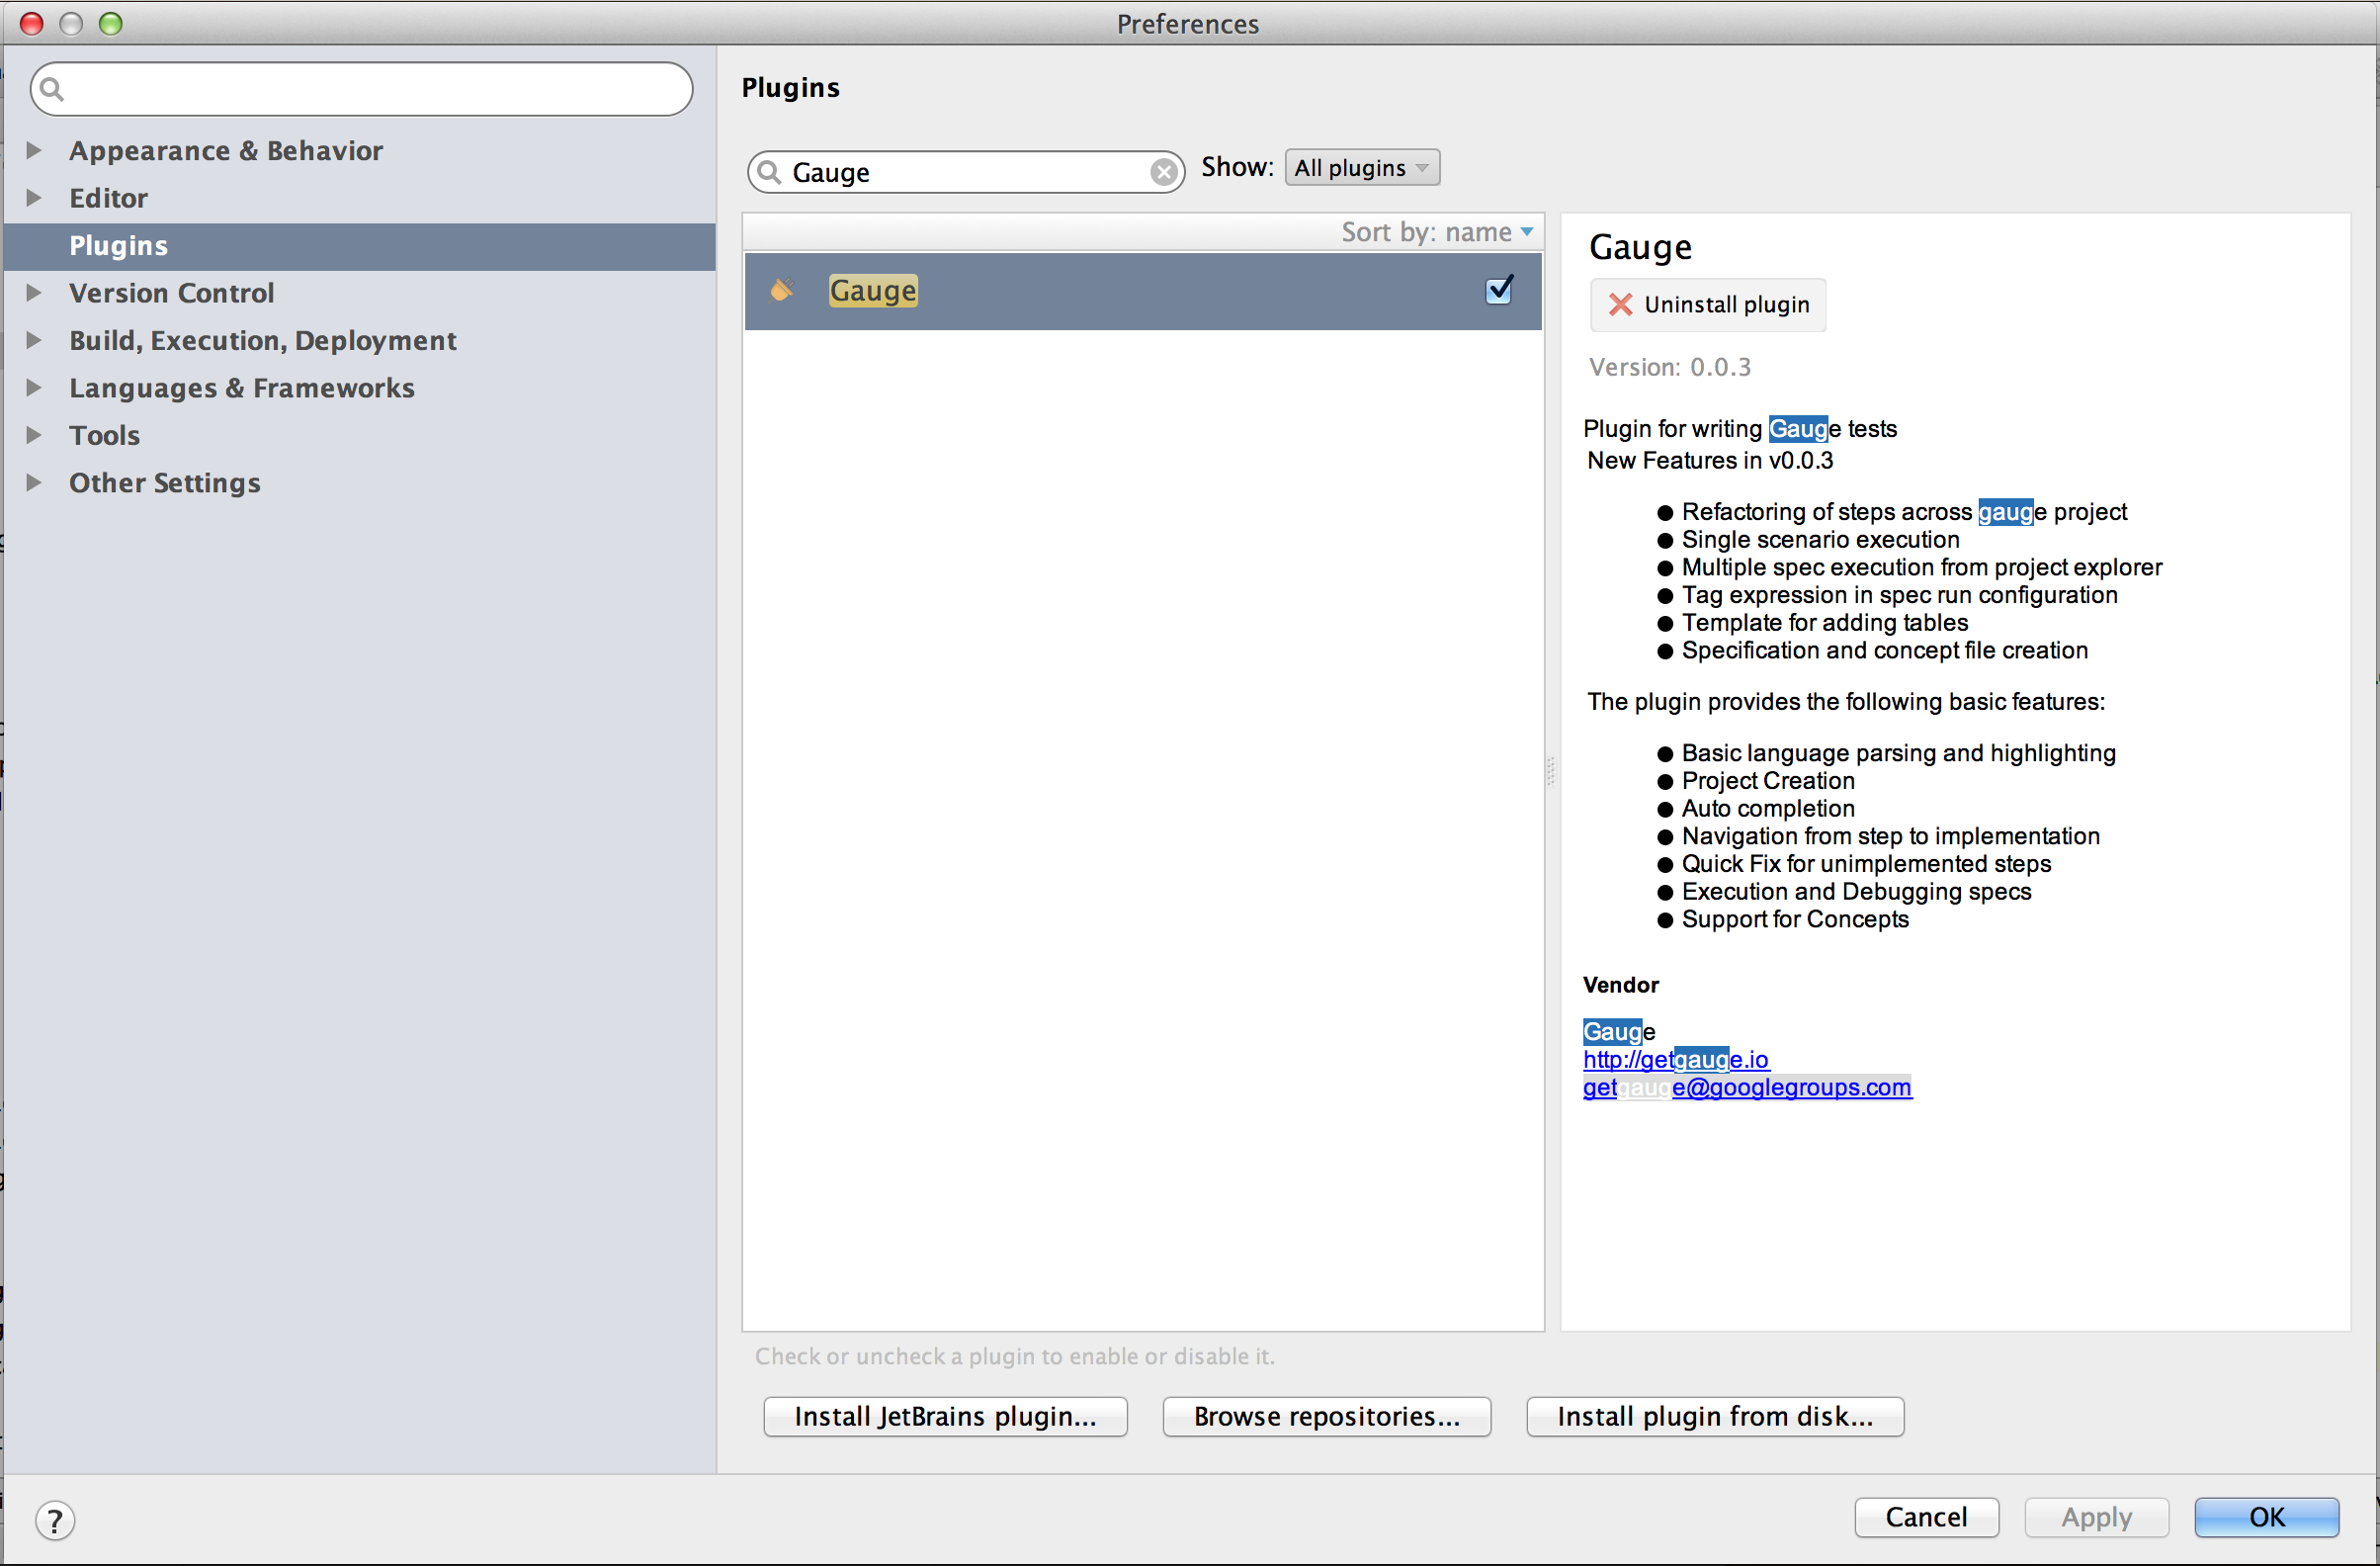 Preferences
Appearance & Behavior
Editor
Plugins
Version Control
Build, Execution, Deployment
Languages & Frameworks
Tools
Other Settings
Plugins
Gauge
Show: All plugins
Sort by: name
Gauge
Gauge
Uninstall plugin
Version: 0.0.3
Plugin for writing Gauge tests
New Features in v0.0.3
● Refactoring of steps across gauge project
● Single scenario execution
● Multiple spec execution from project explorer
● Tag expression in spec run configuration
● Template for adding tables
● Specification and concept file creation
The plugin provides the following basic features:
● Basic language parsing and highlighting
● Project Creation
● Auto completion
● Navigation from step to implementation
● Quick Fix for unimplemented steps
● Execution and Debugging specs
● Support for Concepts
Vendor
Gauge
http://getgauge.io
getgauge@googlegroups.com
Check or uncheck a plugin to enable or disable it.
Install JetBrains plugin...
Browse repositories...
Install plugin from disk...
?
Cancel
Apply
OK